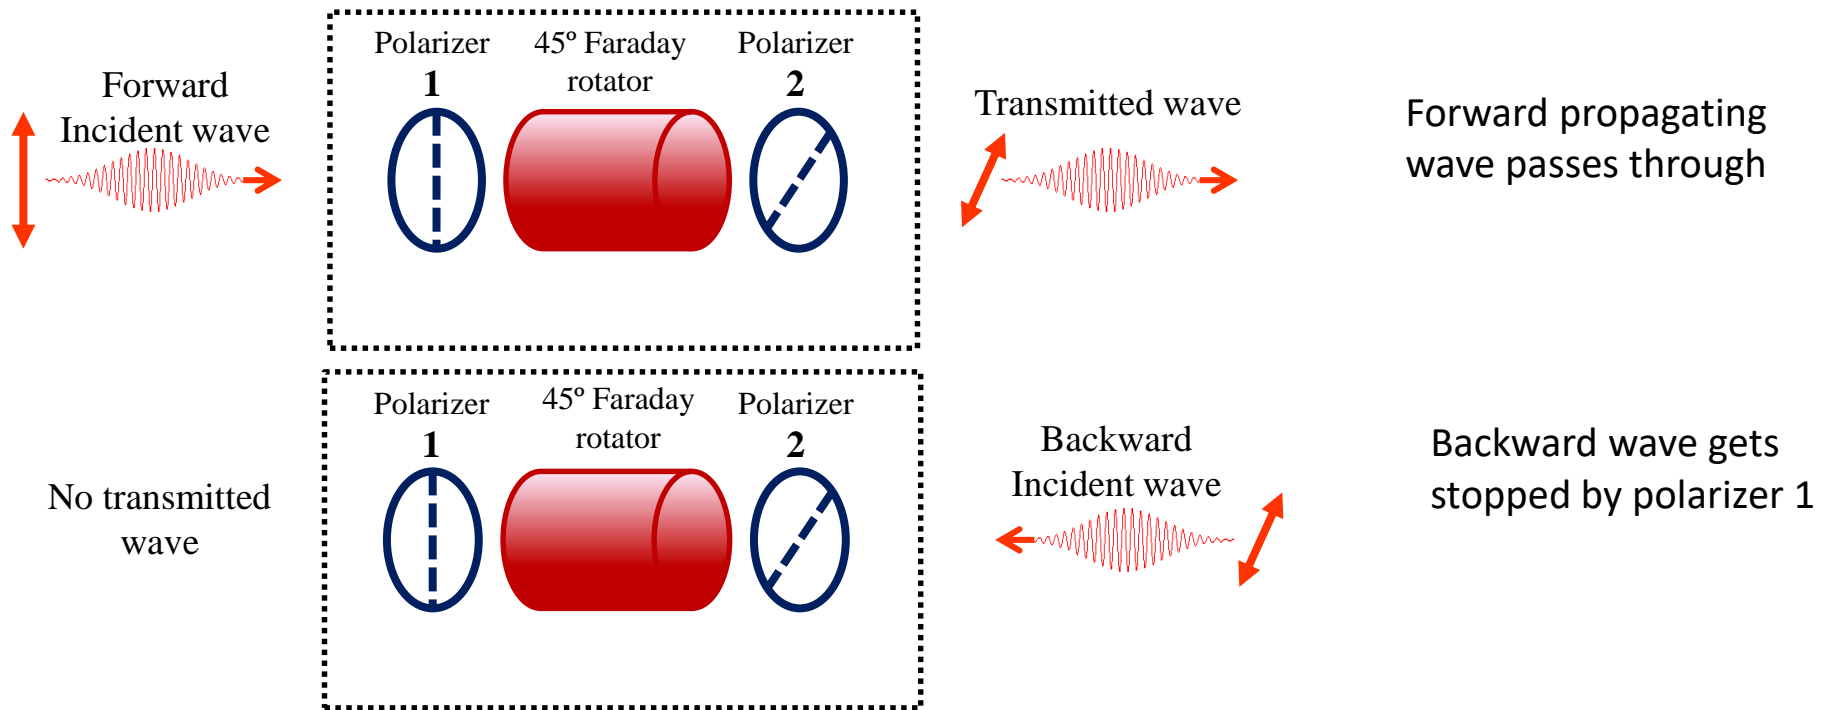 Forward
Incident wave
Polarizer
1
45º Faraday
rotator
Polarizer
2
Transmitted wave
Forward propagating
wave passes through
No transmitted
wave
Polarizer
1
45º Faraday
rotator
Polarizer
2
Backward
Incident wave
Backward wave gets
stopped by polarizer 1